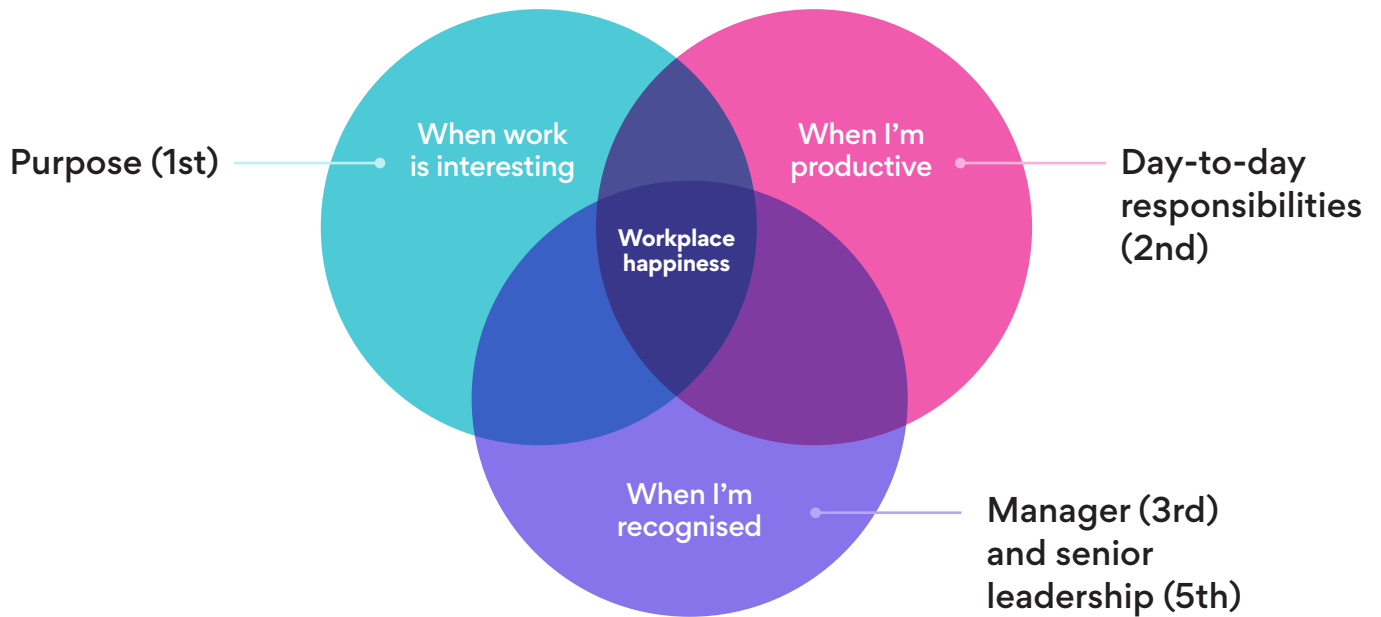 When work
is interesting
When I’m
productive
Purpose (1st)
Day-to-day
responsibilities
(2nd)
Workplace
happiness
When I’m
recognised
Manager (3rd)
and senior
leadership (5th)